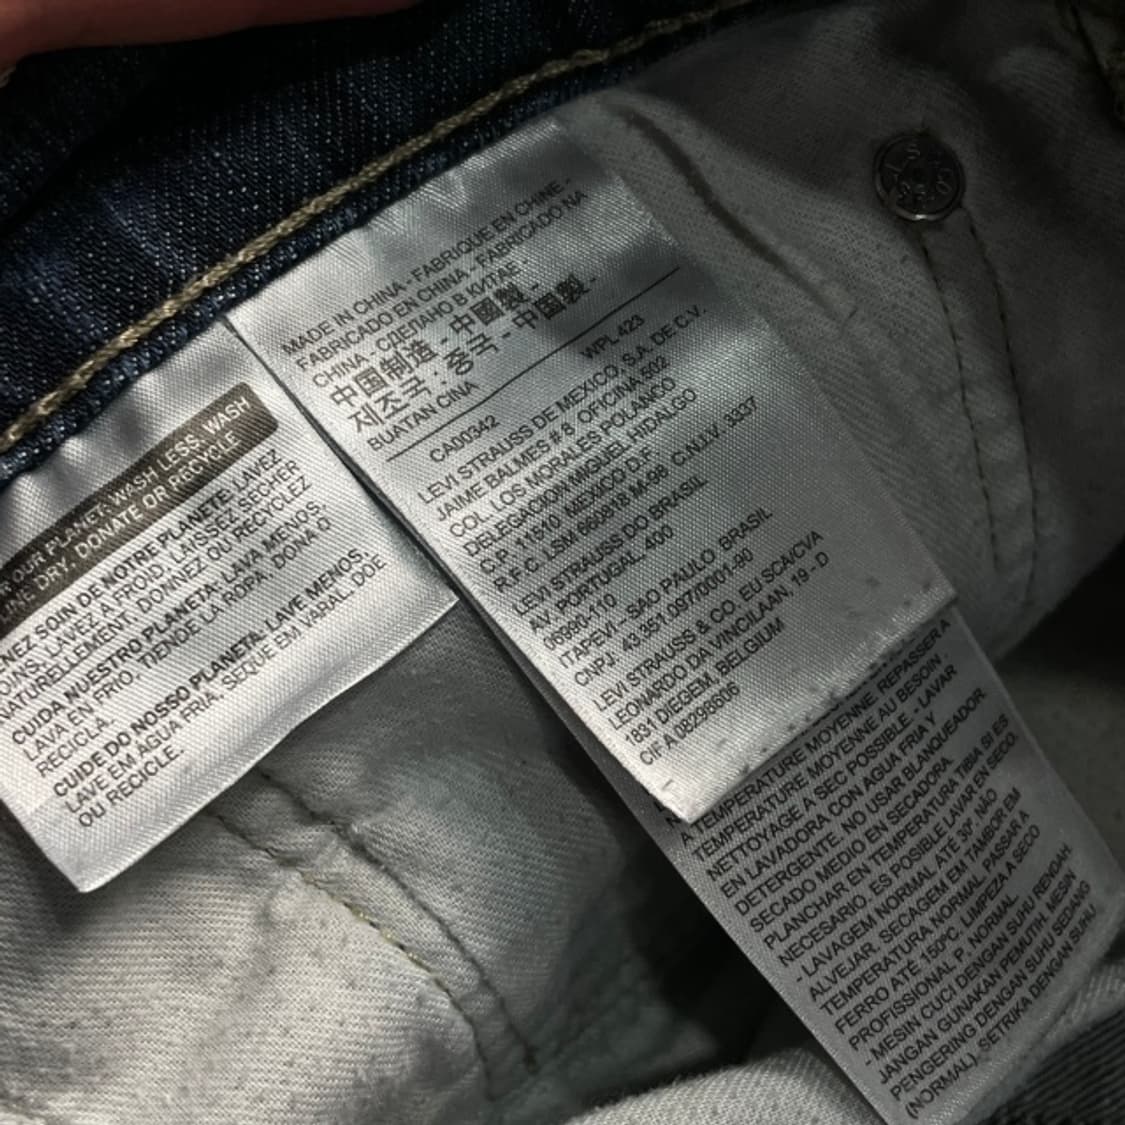 OUR PLANET: WASH LESS, WASH
LINE DRY, DONATE OR RECYCLE
SOIN DE NOTRE PLANÈTE: LAVEZ
MOINS, LAVEZ À FROID, LAISSEZ SÉCHER
NATURELLEMENT, DONNEZ OU RECYCLEZ
CUIDA NUESTRO PLANETA: LAVA MENOS,
LAVA EN FRIO, TIENDE LA ROPA, DONA O
RECICLA.
CUIDE DO NOSSO PLANETA. LAVE MENOS,
LAVE EM ÁGUA FRIA, SEQUE EM VARAL, DOE
OU RECICLE.
MADE IN CHINA - FABRIQUE EN CHINE -
FABRICADO EN CHINA - FABRICADO NA
CHINA - СДЕЛАНО В КИТАЕ -
中国制造 - 中國製 -
제조국 : 중국 - 中国製 -
BUATAN CINA
CA00342 WPL 423
LEVI STRAUSS DE MEXICO, S.A. DE C.V.
JAIME BALMES # 8, OFICINA 602
COL. LOS MORALES POLANCO
DELEGACION MIGUEL HIDALGO
C.P. 11510 MEXICO D.F.
R.F.C. LSM 660818 M-98 C.N.I.V. 3337
LEVI STRAUSS DO BRASIL
AV. PORTUGAL, 400
06690-110
ITAPEVI - SAO PAULO BRASIL
CNPJ: 43.351.097/0001-90
LEVI STRAUSS & CO. EU SCA/CVA
LEONARDO DA VINCILAAN, 19 - D
1831 DIEGEM, BELGIUM
CIF A 08298606
TEMPÉRATURE MOYENNE. REPASSER À
TEMPÉRATURE MOYENNE AU BESOIN.
NETTOYAGE À SEC POSSIBLE - LAVAR
EN LAVADORA CON AGUA FRIA Y
DETERGENTE. NO USAR BLANQUEADOR.
SECADO MEDIO EN SECADORA.
PLANCHAR EN TEMPERATURA TIBIA SI ES
NECESARIO. ES POSIBLE LAVAR EN SECO.
- LAVAGEM NORMAL ATÉ 30º. NÃO
ALVEJAR. SECAGEM EM TAMBOR EM
TEMPERATURA NORMAL. PASSAR A
FERRO ATÉ 150ºC. LIMPEZA A SECO
PROFISSIONAL P. NORMAL.
- MESIN CUCI DENGAN SUHU RENDAH.
JANGAN GUNAKAN PEMUTIH. MESIN
PENGERING DENGAN SUHU SEDANG
(NORMAL). SETRIKA DENGAN SUHU